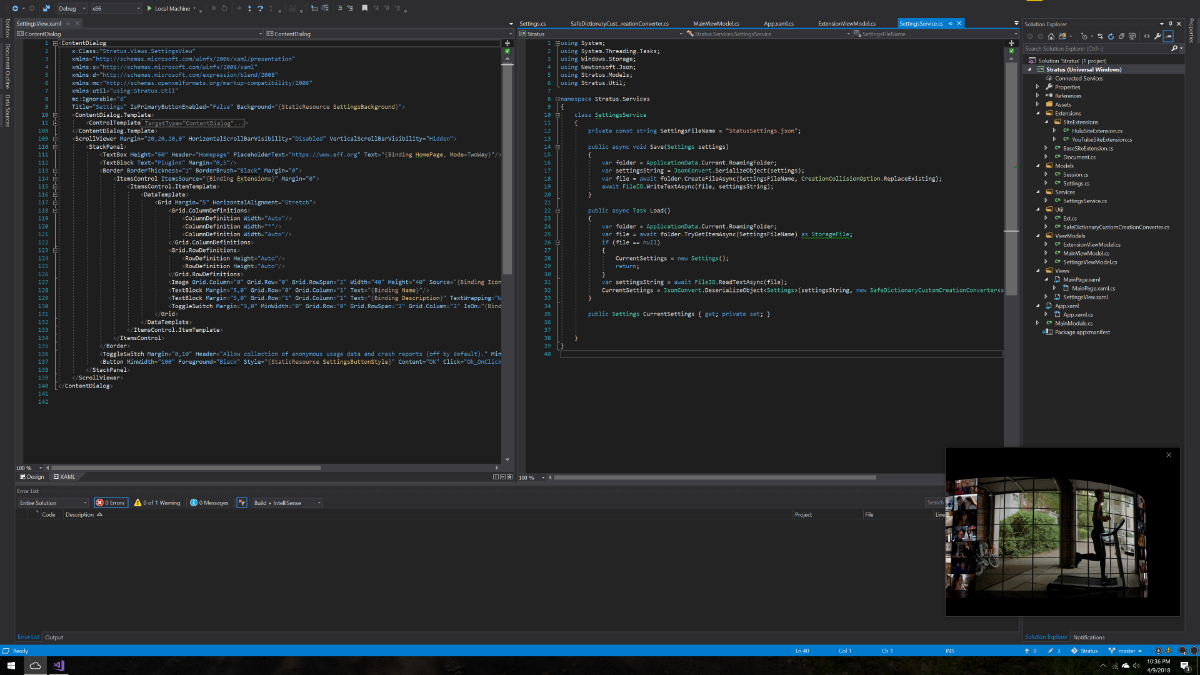 Debug
x86
Local Machine
SettingsView.xaml
ContentDialog
ContentDialog
1 <ContentDialog
2 x:Class="Stratus.Views.SettingsView"
3 xmlns="http://schemas.microsoft.com/winfx/2006/xaml/presentation"
4 xmlns:x="http://schemas.microsoft.com/winfx/2006/xaml"
5 xmlns:d="http://schemas.microsoft.com/expression/blend/2008"
6 xmlns:mc="http://schemas.openxmlformats.org/markup-compatibility/2006"
7 xmlns:util="using:Stratus.Util"
8 mc:Ignorable="d"
9 Title="Settings" IsPrimaryButtonEnabled="False" Background="{StaticResource SettingsBackground}">
10 <ContentDialog.Template>
11 <ControlTemplate TargetType="ContentDialog"...>
108 </ContentDialog.Template>
109 <ScrollViewer Margin="20,20,20,0" HorizontalScrollBarVisibility="Disabled" VerticalScrollBarVisibility="Hidden">
110 <StackPanel>
111 <TextBox Height="60" Header="Homepage" PlaceholderText="https://www.eff.org" Text="{Binding HomePage, Mode=TwoWay}"/>
112 <TextBlock Text="Plugins" Margin="0,5"/>
113 <Border BorderThickness="1" BorderBrush="Black" Margin="0">
114 <ItemsControl ItemsSource="{Binding Extensions}" Margin="0">
115 <ItemsControl.ItemTemplate>
116 <DataTemplate>
117 <Grid Margin="5" HorizontalAlignment="Stretch">
118 <Grid.ColumnDefinitions>
119 <ColumnDefinition Width="Auto"/>
120 <ColumnDefinition Width="*"/>
121 <ColumnDefinition Width="Auto"/>
122 </Grid.ColumnDefinitions>
123 <Grid.RowDefinitions>
124 <RowDefinition Height="Auto"/>
125 <RowDefinition Height="Auto"/>
126 </Grid.RowDefinitions>
127 <Image Grid.Column="0" Grid.Row="0" Grid.RowSpan="2" Width="40" Height="40" Source="{Binding Icon
128 <TextBlock Margin="5,0" Grid.Row="0" Grid.Column="1" Text="{Binding Name}"/>
129 <TextBlock Margin="5,0" Grid.Row="1" Grid.Column="1" Text="{Binding Description}" TextWrapping="W
130 <ToggleSwitch Margin="5,0" MinWidth="0" Grid.Row="0" Grid.RowSpan="2" Grid.Column="2" IsOn="{Bind
131 </Grid>
132 </DataTemplate>
133 </ItemsControl.ItemTemplate>
134 </ItemsControl>
135 </Border>
136 <ToggleSwitch Margin="0,10" Header="Allow collection of anonymous usage data and crash reports (off by default)." Min
137 <Button MinWidth="100" Foreground="Black" Style="{StaticResource SettingsButtonStyle}" Content="OK" Click="Ok_OnClick
138 </StackPanel>
139 </ScrollViewer>
140 </ContentDialog>
141
142
100 %
Design
XAML
Settings.cs
SafeDictionaryCust...creationConverter.cs
MainViewModel.cs
App.xaml.cs
ExtensionViewModel.cs
SettingsService.cs
Stratus
Stratus.Services.SettingsService
SettingsFileName
1 using System;
2 using System.Threading.Tasks;
3 using Windows.Storage;
4 using Newtonsoft.Json;
5 using Stratus.Models;
6 using Stratus.Util;
7
8 namespace Stratus.Services
9 {
10 class SettingsService
11 {
12 private const string SettingsFileName = "StatusSettings.json";
13
14 public async void Save(Settings settings)
15 {
16 var folder = ApplicationData.Current.RoamingFolder;
17 var settingsString = JsonConvert.SerializeObject(settings);
18 var file = await folder.CreateFileAsync(SettingsFileName, CreationCollisionOption.ReplaceExisting);
19 await FileIO.WriteTextAsync(file, settingsString);
20 }
21
22 public async Task Load()
23 {
24 var folder = ApplicationData.Current.RoamingFolder;
25 var file = await folder.TryGetItemAsync(SettingsFileName) as StorageFile;
26 if (file == null)
27 {
28 CurrentSettings = new Settings();
29 return;
30 }
31 var settingsString = await FileIO.ReadTextAsync(file);
32 CurrentSettings = JsonConvert.DeserializeObject<Settings>(settingsString, new SafeDictionaryCustomCreationConverter<
33 }
34
35 public Settings CurrentSettings { get; private set; }
36
37
38 }
39 }
40
100 %
Solution Explorer
Search Solution Explorer (Ctrl+;)
Solution 'Stratus' (1 project)
Stratus (Universal Windows)
Connected Services
Properties
References
Assets
Extensions
SiteExtensions
HuluSiteExtension.cs
YouTubeSiteExtension.cs
BaseSiteExtension.cs
Document.cs
Models
Session.cs
Settings.cs
Services
SettingsService.cs
Util
Ext.cs
SafeDictionaryCustomCreationConverter.cs
ViewModels
ExtensionViewModel.cs
MainViewModel.cs
SettingsViewModel.cs
Views
MainPage.xaml
MainPage.xaml.cs
SettingsView.xaml
App.xaml
App.xaml.cs
MainModule.cs
Package.appxmanifest
Toolbox
Document Outline
Data Sources
Properties
Error List
Entire Solution
0 Errors
0 of 1 Warning
0 Messages
Build + IntelliSense
Search
Code
Description
Project
File
Line
Error List
Output
Solution Explorer
Notifications
Ready
Ln 40
Col 1
Ch 1
INS
0
3
Stratus
master
10:36 PM
4/9/2018